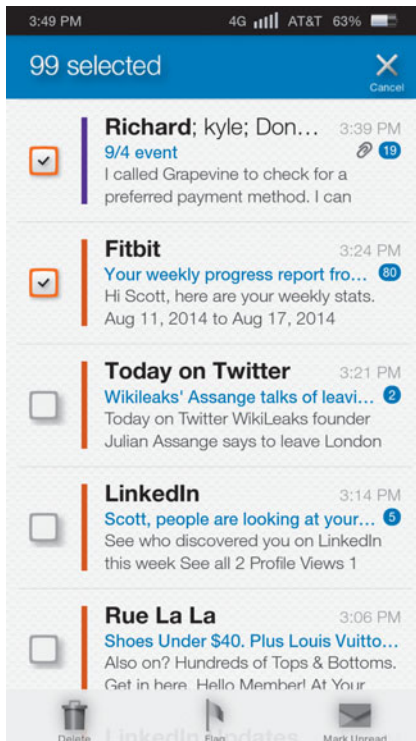 3:49 PM 4G AT&T 63%
99 selected
Cancel
Richard; kyle; Don... 3:39 PM
9/4 event 19
I called Grapevine to check for a
preferred payment method. I can
Fitbit 3:24 PM
Your weekly progress report fro... 80
Hi Scott, here are your weekly stats.
Aug 11, 2014 to Aug 17, 2014
Today on Twitter 3:21 PM
Wikileaks' Assange talks of leavi... 2
Today on Twitter WikiLeaks founder
Julian Assange says to leave London
LinkedIn 3:14 PM
Scott, people are looking at your... 5
See who discovered you on LinkedIn
this week See all 2 Profile Views 1
Rue La La 3:06 PM
Shoes Under $40. Plus Louis Vuitto...
Also on? Hundreds of Tops & Bottoms.
Get in here. Hello Member! At Your
LinkedIn Updates
Delete Flag Mark Unread